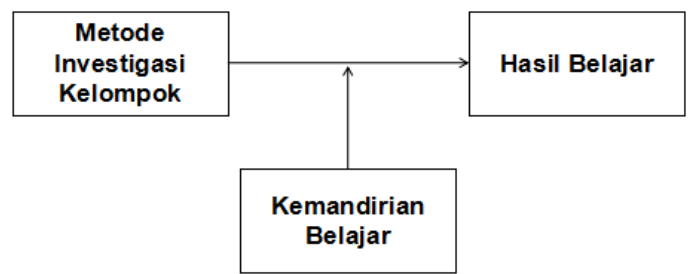 Metode
Investigasi
Kelompok
Hasil Belajar
Kemandirian
Belajar